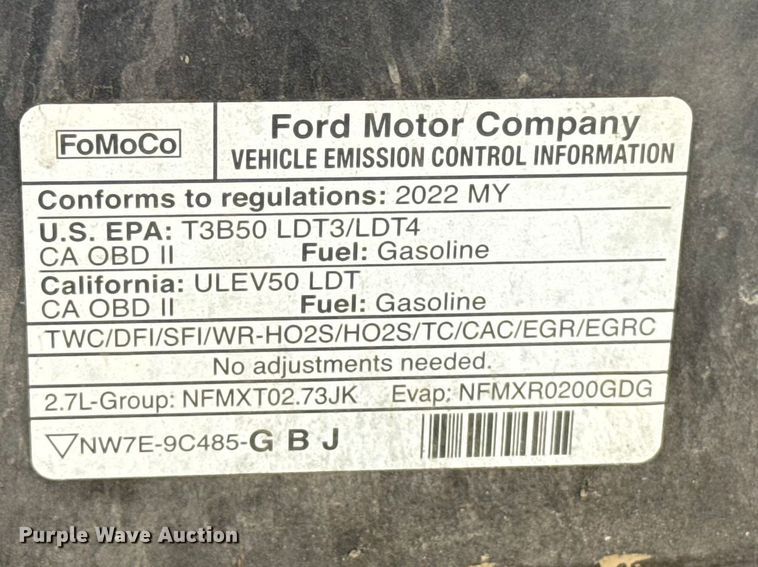 FoMoCo
Ford Motor Company
VEHICLE EMISSION CONTROL INFORMATION
Conforms to regulations: 2022 MY
U.S. EPA: T3B50 LDT3/LDT4
CA OBD II Fuel: Gasoline
California: ULEV50 LDT
CA OBD II Fuel: Gasoline
TWC/DFI/SFI/WR-HO2S/HO2S/TC/CAC/EGR/EGRC
No adjustments needed.
2.7L-Group: NFMXT02.73JK Evap: NFMXR0200GDG
▽NW7E-9C485-G B J
Purple Wave Auction